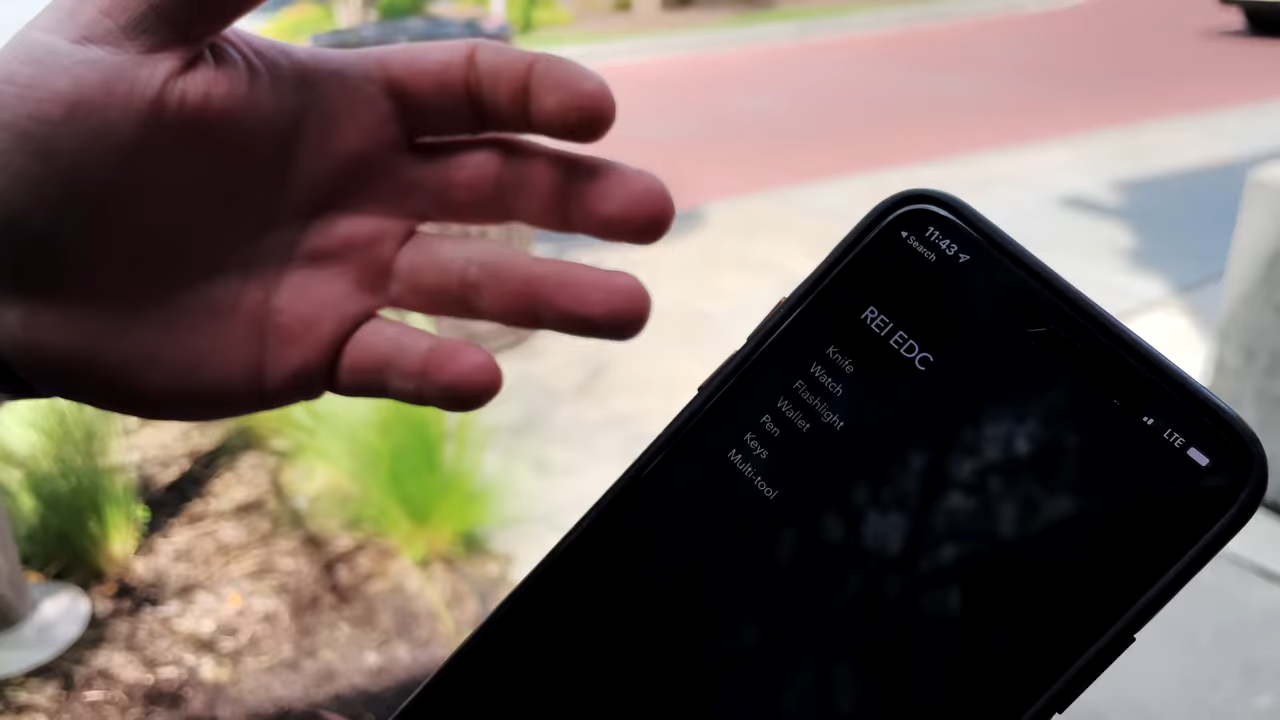 11:43
Search
LTE
REI EDC
Knife
Watch
Flashlight
Wallet
Pen
Keys
Multi-tool